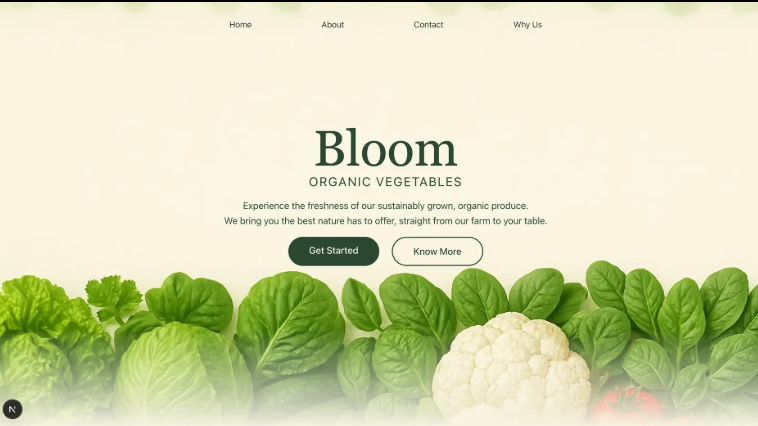 Home About Contact Why Us
Bloom
ORGANIC VEGETABLES
Experience the freshness of our sustainably grown, organic produce.
We bring you the best nature has to offer, straight from our farm to your table.
Get Started Know More
N